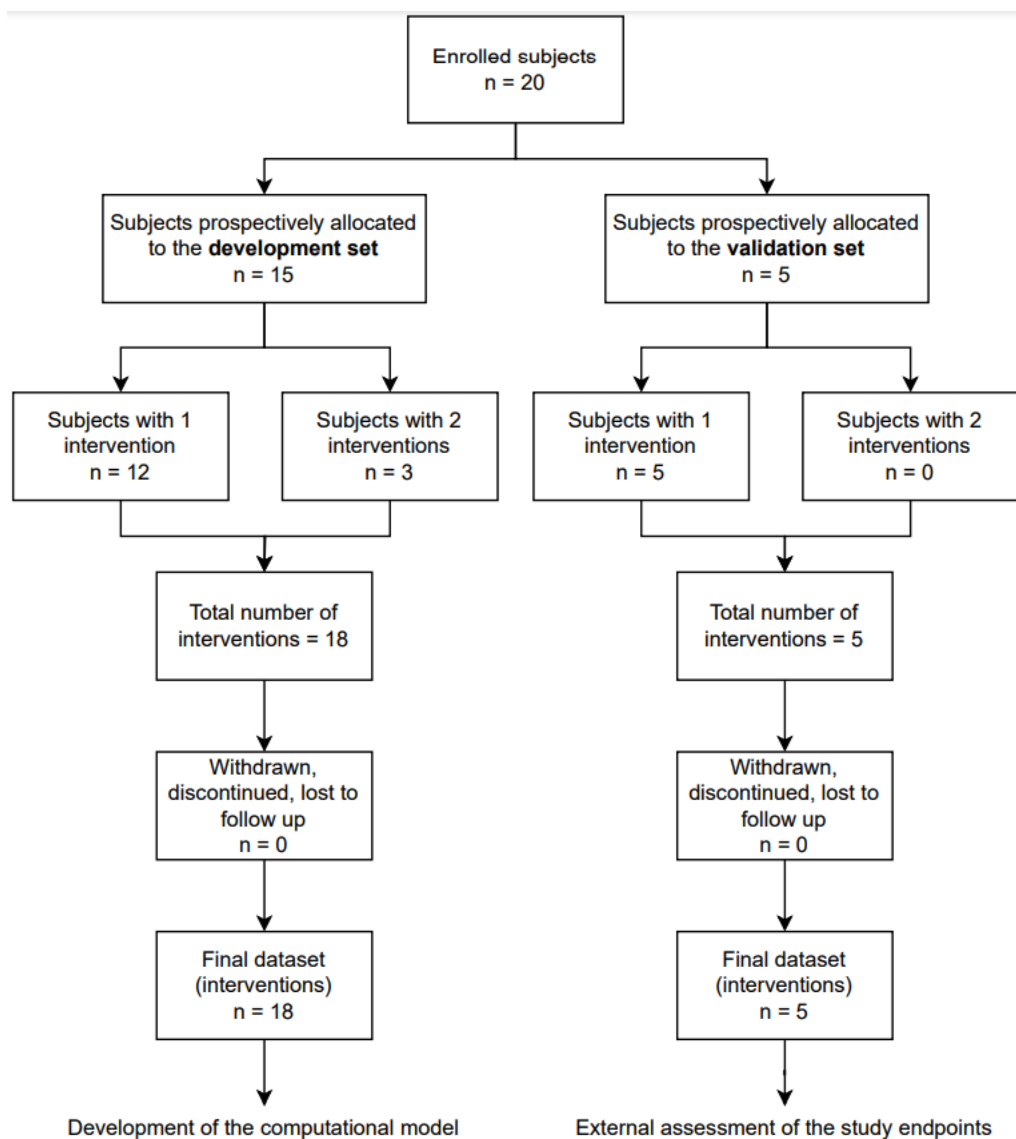 Enrolled subjects
n = 20
Subjects prospectively allocated
to the development set
n = 15
Subjects prospectively allocated
to the validation set
n = 5
Subjects with 1
intervention
n = 12
Subjects with 2
interventions
n = 3
Subjects with 1
intervention
n = 5
Subjects with 2
interventions
n = 0
Total number of
interventions = 18
Total number of
interventions = 5
Withdrawn,
discontinued, lost to
follow up
n = 0
Withdrawn,
discontinued, lost to
follow up
n = 0
Final dataset
(interventions)
n = 18
Final dataset
(interventions)
n = 5
Development of the computational model
External assessment of the study endpoints